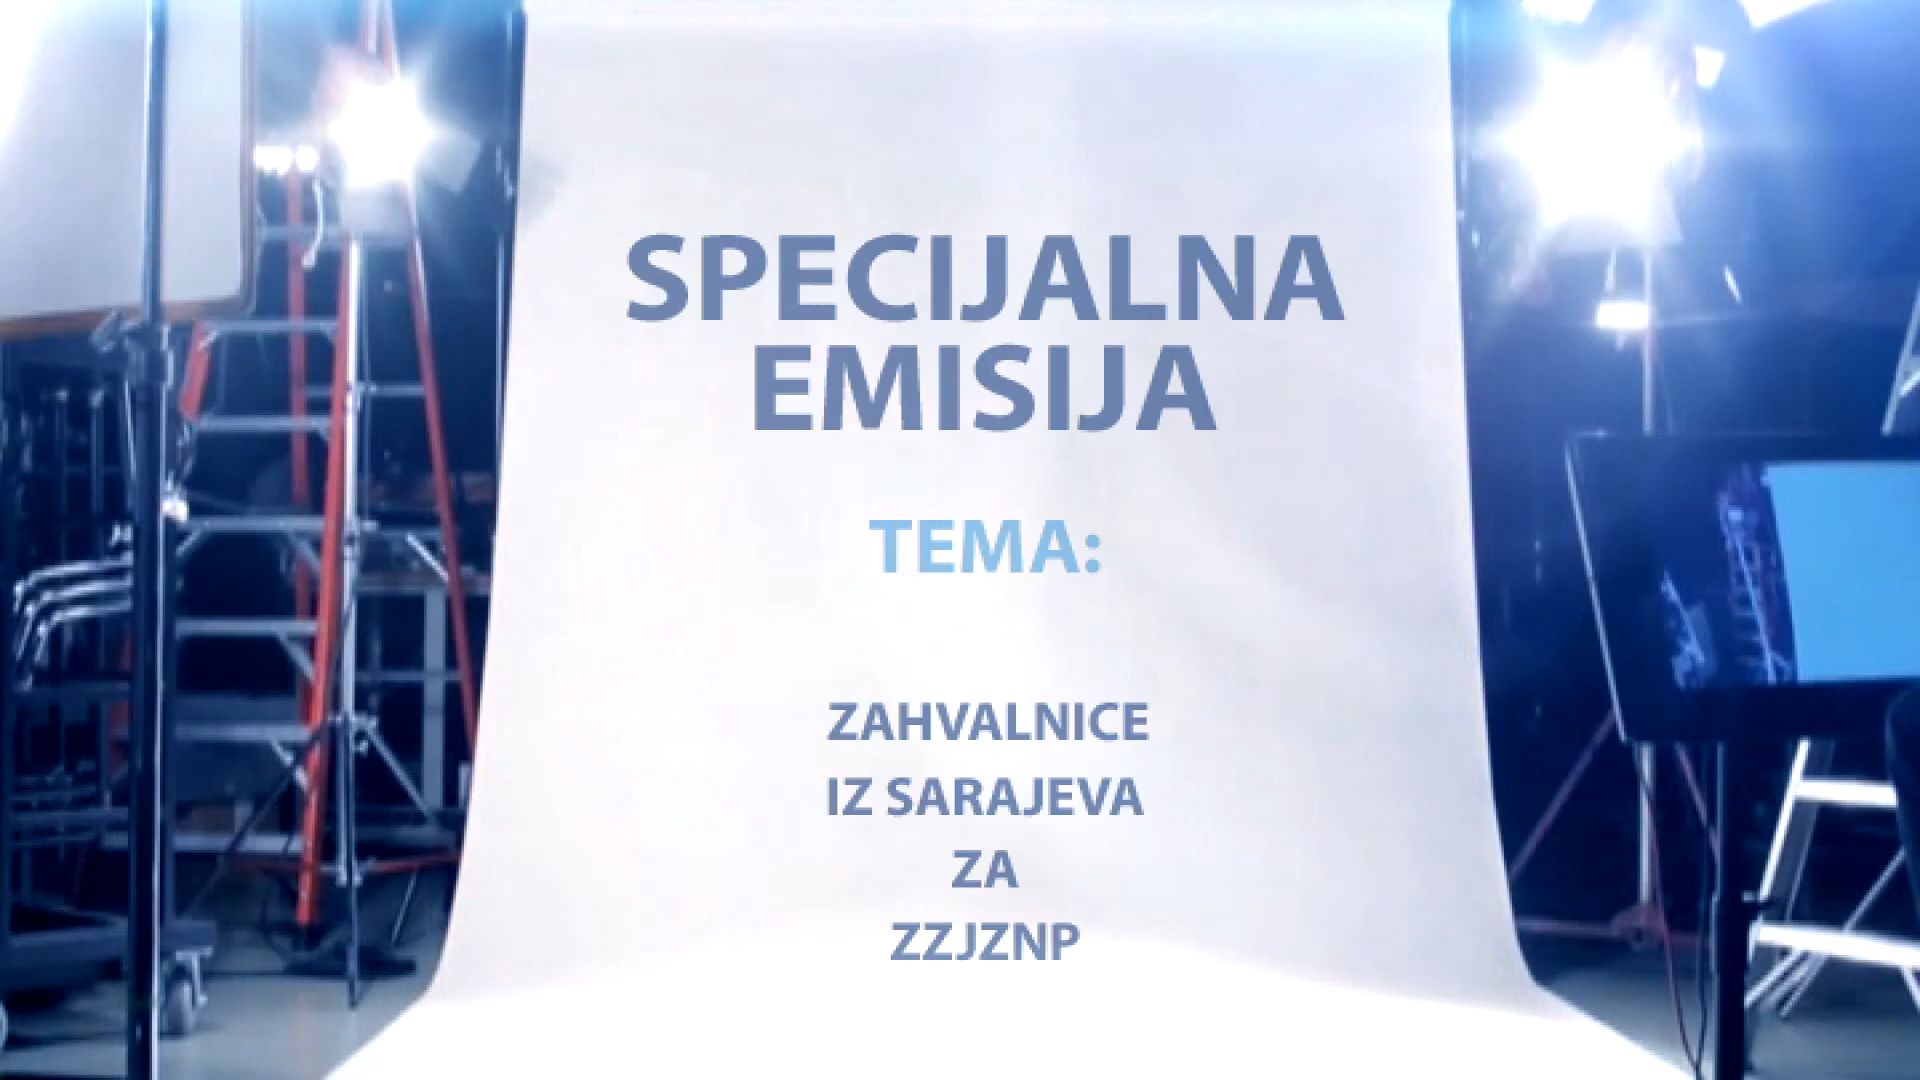 SPECIJALNA
EMISIJA
TEMA:
ZAHVALNICE
IZ SARAJEVA
ZA
ZZJZNP